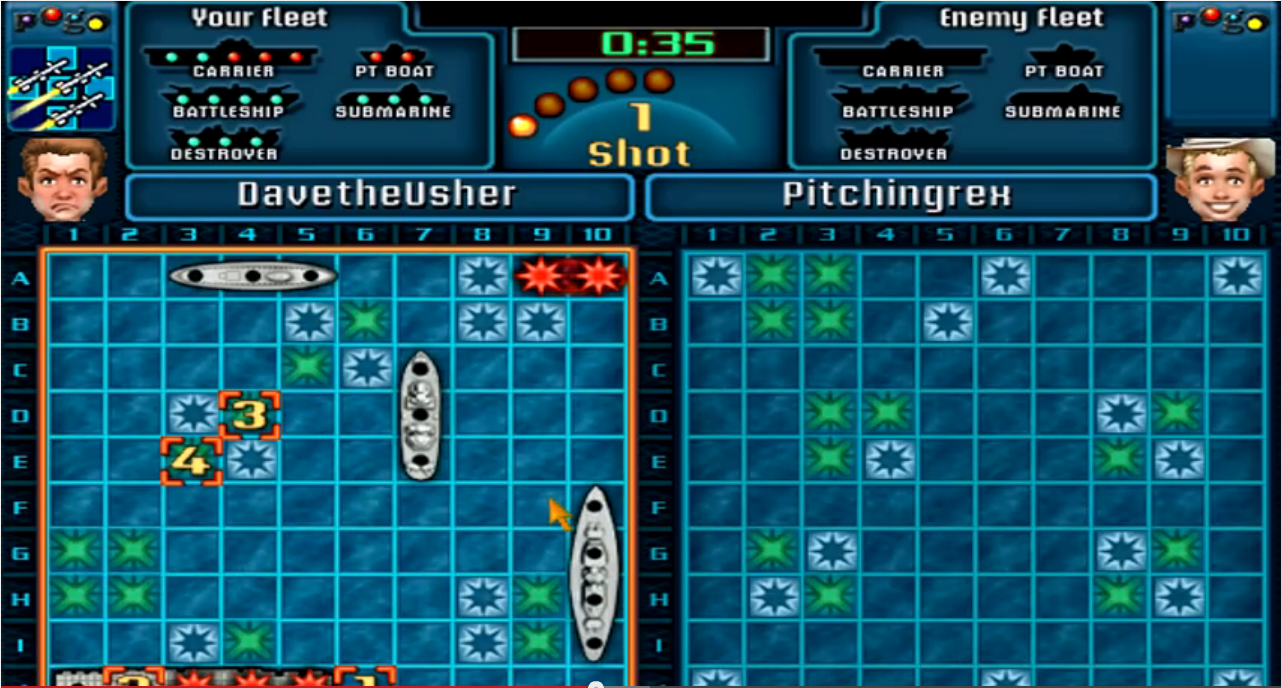 pogo Your Fleet Enemy Fleet pogo
0:35
CARRIER PT BOAT CARRIER PT BOAT
BATTLESHIP SUBMARINE 1 BATTLESHIP SUBMARINE
DESTROYER Shot DESTROYER
DavetheUsher Pitchingrex
1 2 3 4 5 6 7 8 9 10 1 2 3 4 5 6 7 8 9 10
A A
B B
C C
D 3 D
E 4 E
F F
G G
H H
I I